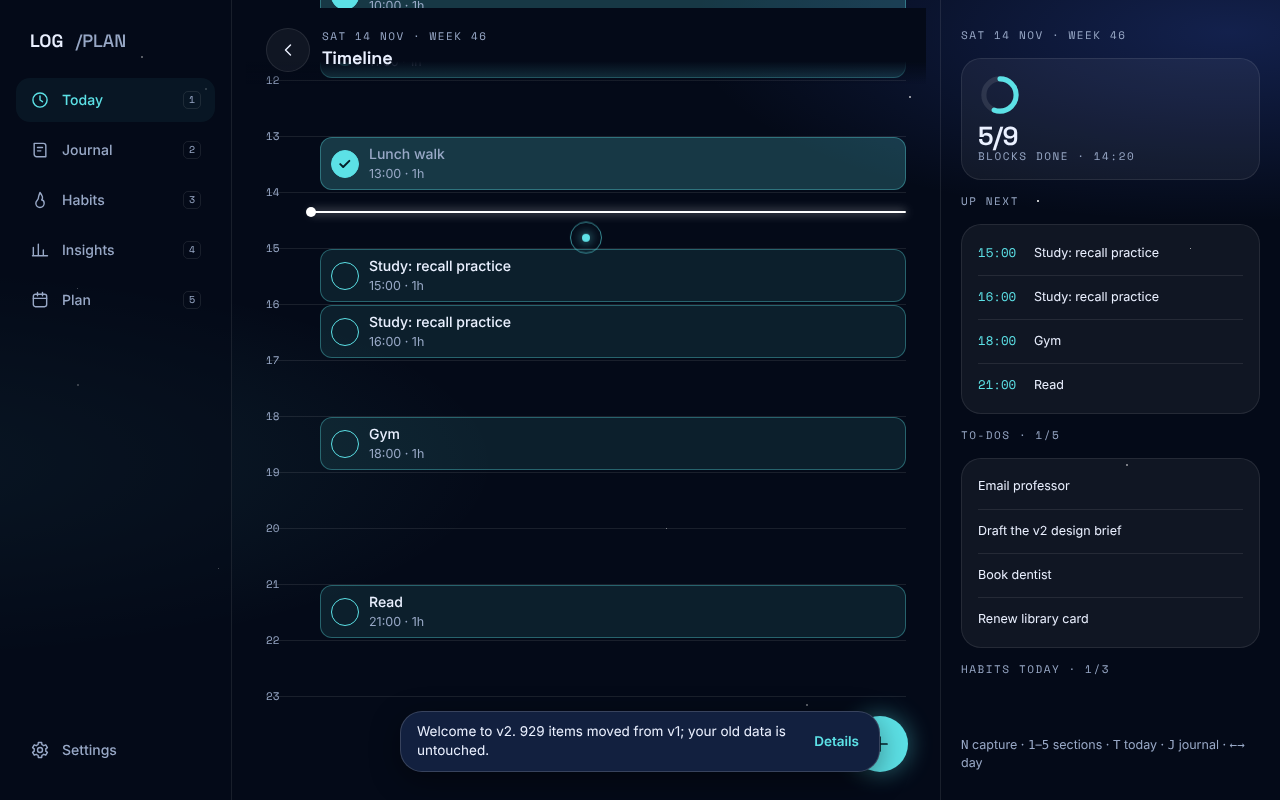 LOG /PLAN
Today 1
Journal 2
Habits 3
Insights 4
Plan 5
Settings
10:00 · 1h
SAT 14 NOV · WEEK 46
Timeline
12
13
Lunch walk
13:00 · 1h
14
15
Study: recall practice
15:00 · 1h
16
Study: recall practice
16:00 · 1h
17
18
Gym
18:00 · 1h
19
20
21
Read
21:00 · 1h
22
23
Welcome to v2. 929 items moved from v1; your old data is
untouched.
Details
SAT 14 NOV · WEEK 46
5/9
BLOCKS DONE · 14:20
UP NEXT
15:00 Study: recall practice
16:00 Study: recall practice
18:00 Gym
21:00 Read
TO-DOS · 1/5
Email professor
Draft the v2 design brief
Book dentist
Renew library card
HABITS TODAY · 1/3
N capture · 1–5 sections · T today · J journal · ←→
day